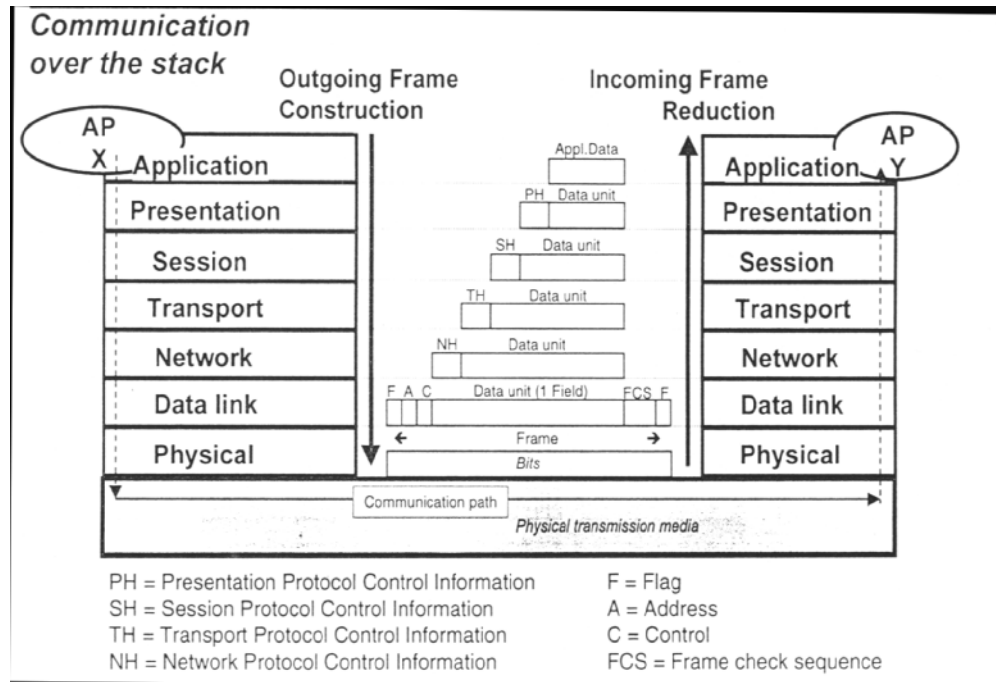 Communication
over the stack
Outgoing Frame
Construction
Incoming Frame
Reduction
AP
X
Application
Presentation
Session
Transport
Network
Data link
Physical
Appl.Data
PH Data unit
SH Data unit
TH Data unit
NH Data unit
F A C Data unit (1 Field) FCS F
Frame
Bits
AP
Y
Application
Presentation
Session
Transport
Network
Data link
Physical
Communication path
Physical transmission media
PH = Presentation Protocol Control Information
SH = Session Protocol Control Information
TH = Transport Protocol Control Information
NH = Network Protocol Control Information
F = Flag
A = Address
C = Control
FCS = Frame check sequence